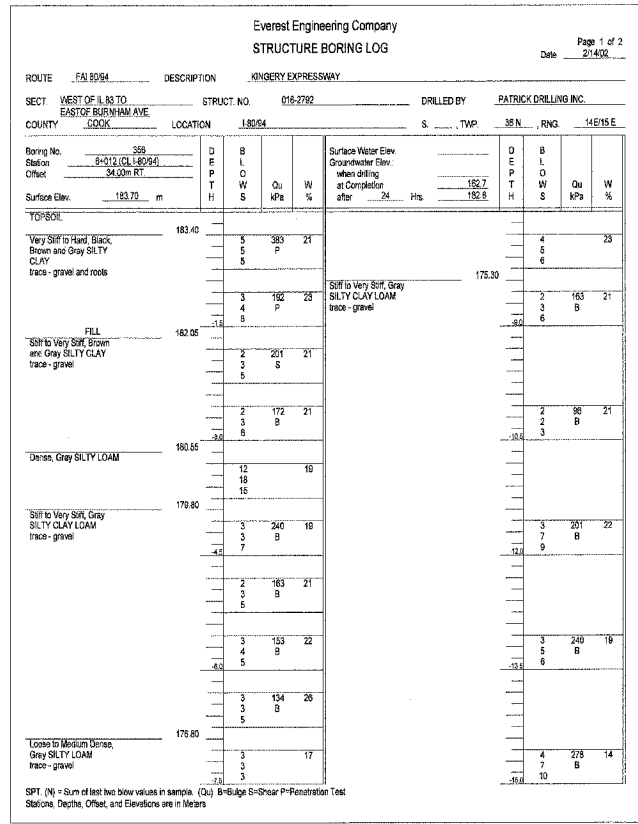 Everest Engineering Company
STRUCTURE BORING LOG
Page 1 of 2
Date 2/14/02
ROUTE FAI 80/94 DESCRIPTION KINGERY EXPRESSWAY
SECT. WEST OF IL 83 TO STRUCT. NO. 016-2792 DRILLED BY PATRICK DRILLING INC.
EASTOF BURNHAM AVE
COUNTY COOK LOCATION I-80/94 S. , TWP. 36 N , RNG. 14E/15 E
Boring No. 356
Station 6+012 (CL I-80/94)
Offset 34.00m RT.
Surface Elev. 183.70 m
DEPTH BLOWS Qu kPa W %
Surface Water Elev.
Groundwater Elev.:
when drilling
at Completion 162.7
after 24 Hrs. 182.8
DEPTH BLOWS Qu kPa W %
TOPSOIL
183.40
Very Stiff to Hard, Black, 5 383 21
Brown and Gray SILTY 5 P
CLAY 5
trace - gravel and roots
3 192 23
4 P
-1.5 8
FILL 182.05
Stiff to Very Stiff, Brown
and Gray SILTY CLAY 2 201 21
trace - gravel 3 S
5
2 172 21
3 B
-3.0 6
180.55
Dense, Gray SILTY LOAM
12 19
18
15
179.80
Stiff to Very Stiff, Gray
SILTY CLAY LOAM 3 240 19
trace - gravel 3 B
-4.5 7
2 163 21
3 B
5
3 153 22
4 B
-6.0 5
3 134 26
3 B
5
176.80
Loose to Medium Dense,
Gray SILTY LOAM 3 17
trace - gravel 3
-7.5 3
4 23
5
6
175.30
Stiff to Very Stiff, Gray
SILTY CLAY LOAM 2 163 21
trace - gravel 3 B
-9.0 6
2 96 21
2 B
-10.5 3
3 201 22
7 B
-12.0 9
3 240 19
5 B
-13.5 6
4 278 14
7 B
-15.0 10
SPT. (N) = Sum of last two blow values in sample. (Qu) B=Bulge S=Shear P=Penetration Test
Stations, Depths, Offset, and Elevations are in Meters